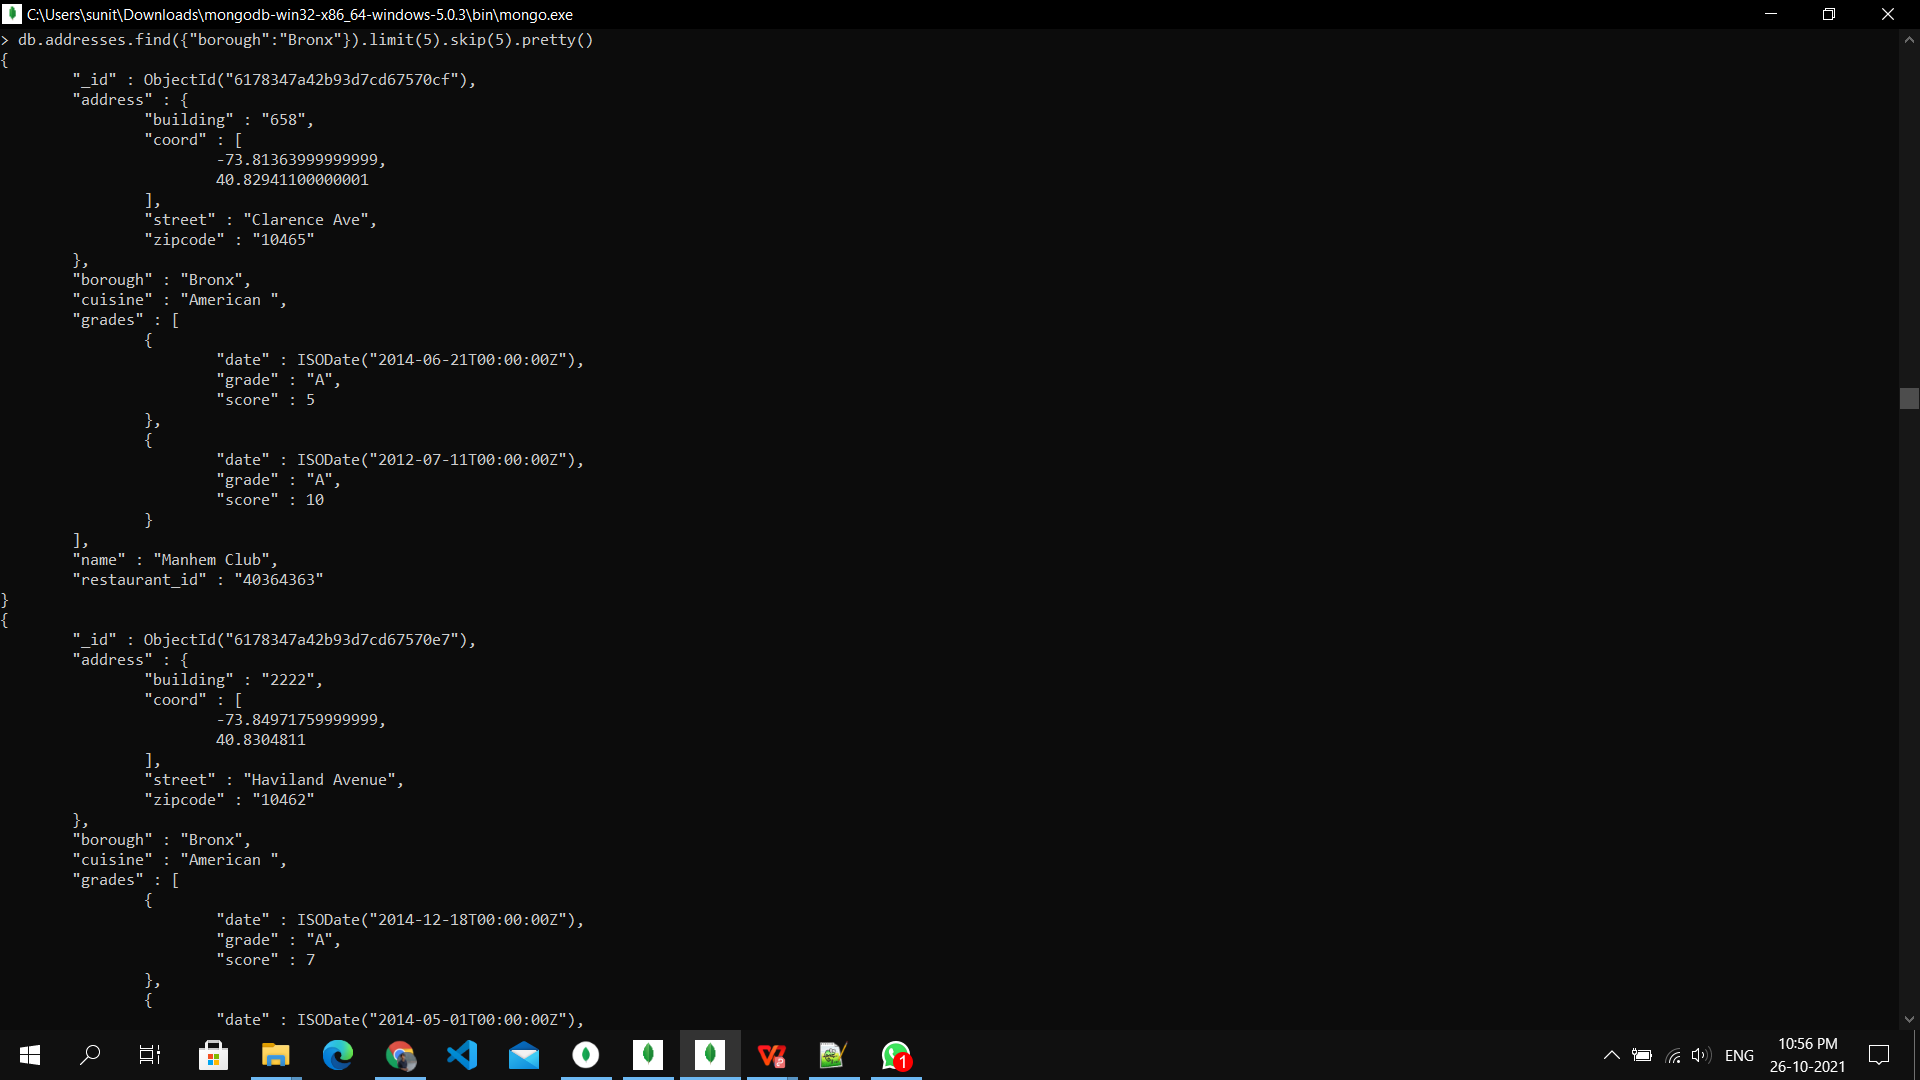 C:\Users\sunit\Downloads\mongodb-win32-x86_64-windows-5.0.3\bin\mongo.exe
> db.addresses.find({"borough":"Bronx"}).limit(5).skip(5).pretty()
{
        "_id" : ObjectId("6178347a42b93d7cd67570cf"),
        "address" : {
                "building" : "658",
                "coord" : [
                        -73.81363999999999,
                        40.82941100000001
                ],
                "street" : "Clarence Ave",
                "zipcode" : "10465"
        },
        "borough" : "Bronx",
        "cuisine" : "American ",
        "grades" : [
                {
                        "date" : ISODate("2014-06-21T00:00:00Z"),
                        "grade" : "A",
                        "score" : 5
                },
                {
                        "date" : ISODate("2012-07-11T00:00:00Z"),
                        "grade" : "A",
                        "score" : 10
                }
        ],
        "name" : "Manhem Club",
        "restaurant_id" : "40364363"
}
{
        "_id" : ObjectId("6178347a42b93d7cd67570e7"),
        "address" : {
                "building" : "2222",
                "coord" : [
                        -73.84971759999999,
                        40.8304811
                ],
                "street" : "Haviland Avenue",
                "zipcode" : "10462"
        },
        "borough" : "Bronx",
        "cuisine" : "American ",
        "grades" : [
                {
                        "date" : ISODate("2014-12-18T00:00:00Z"),
                        "grade" : "A",
                        "score" : 7
                },
                {
                        "date" : ISODate("2014-05-01T00:00:00Z"),
1
ENG
10:56 PM
26-10-2021